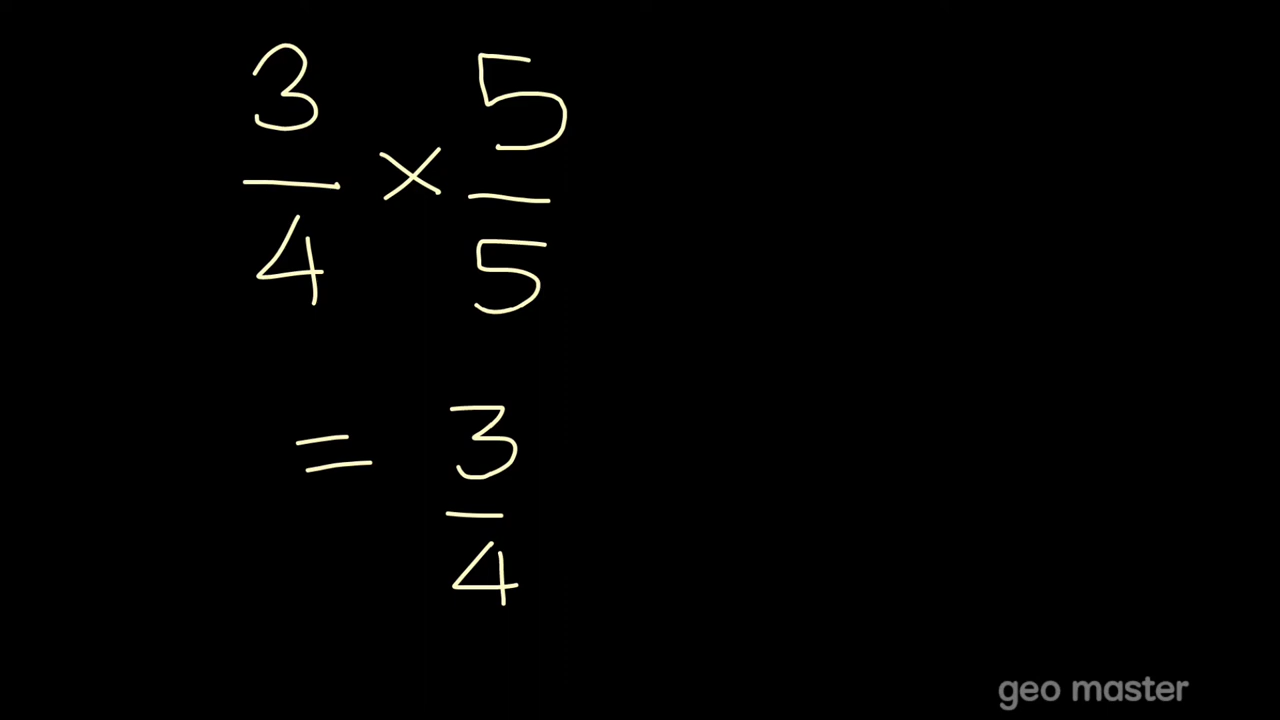 3/4 × 5/5
= 3/4
geo master